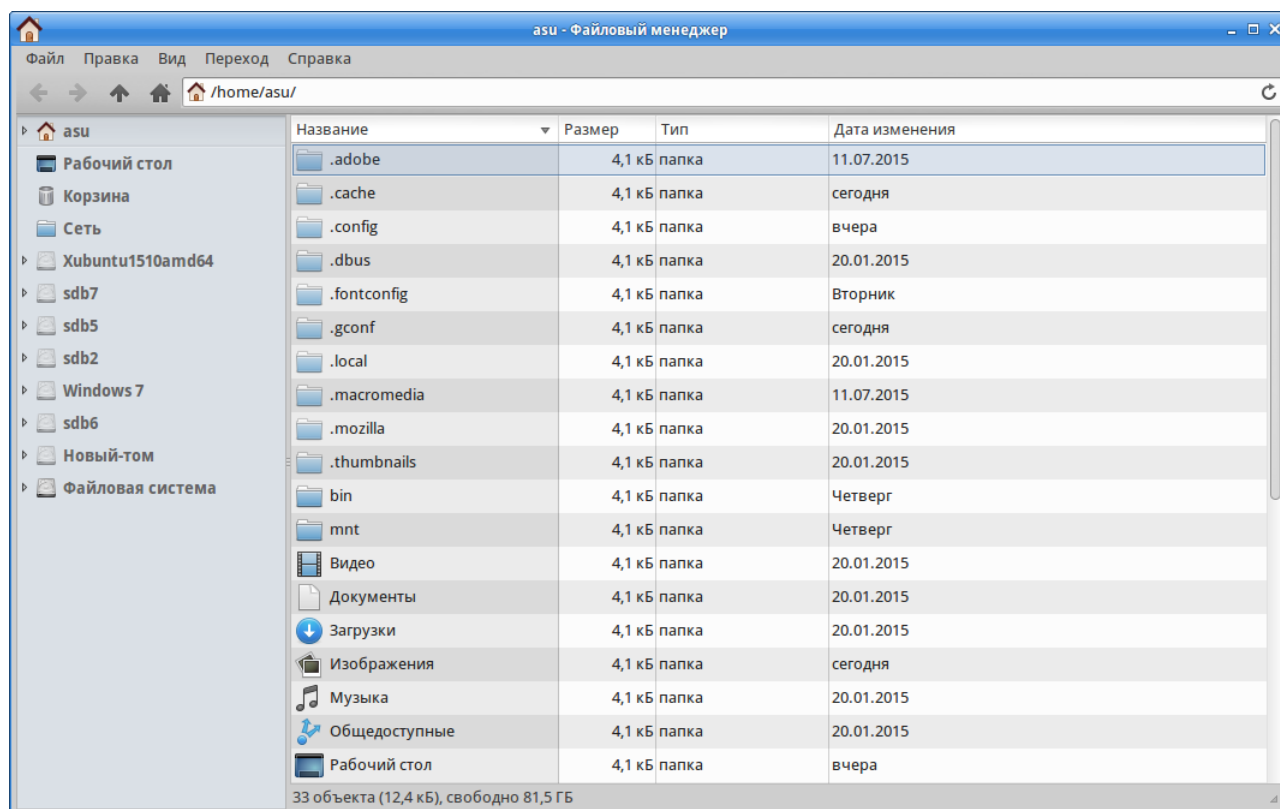 asu - Файловый менеджер
Файл Правка Вид Переход Справка
/home/asu/
asu
Рабочий стол
Корзина
Сеть
Xubuntu1510amd64
sdb7
sdb5
sdb2
Windows 7
sdb6
Новый-том
Файловая система
Название Размер Тип Дата изменения
.adobe 4,1 кБ папка 11.07.2015
.cache 4,1 кБ папка сегодня
.config 4,1 кБ папка вчера
.dbus 4,1 кБ папка 20.01.2015
.fontconfig 4,1 кБ папка Вторник
.gconf 4,1 кБ папка сегодня
.local 4,1 кБ папка 20.01.2015
.macromedia 4,1 кБ папка 11.07.2015
.mozilla 4,1 кБ папка 20.01.2015
.thumbnails 4,1 кБ папка 20.01.2015
bin 4,1 кБ папка Четверг
mnt 4,1 кБ папка Четверг
Видео 4,1 кБ папка 20.01.2015
Документы 4,1 кБ папка 20.01.2015
Загрузки 4,1 кБ папка 20.01.2015
Изображения 4,1 кБ папка сегодня
Музыка 4,1 кБ папка 20.01.2015
Общедоступные 4,1 кБ папка 20.01.2015
Рабочий стол 4,1 кБ папка вчера
33 объекта (12,4 кБ), свободно 81,5 ГБ